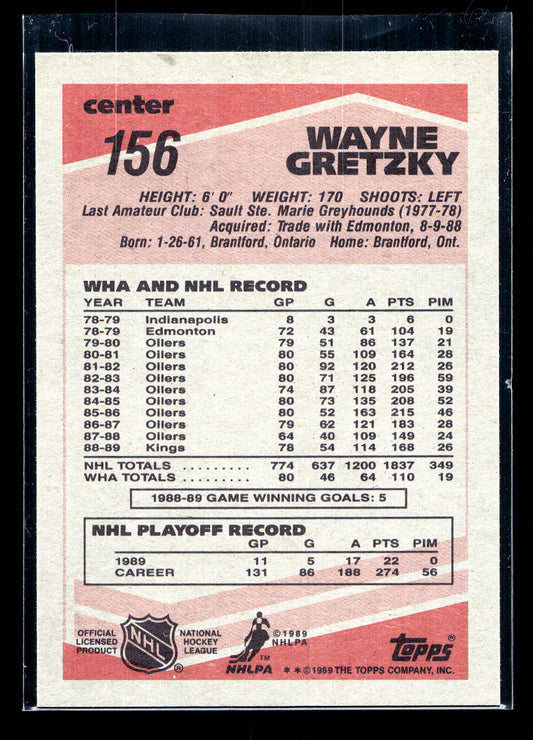 center
156
WAYNE
GRETZKY
HEIGHT: 6' 0" WEIGHT: 170 SHOOTS: LEFT
Last Amateur Club: Sault Ste. Marie Greyhounds (1977-78)
Acquired: Trade with Edmonton, 8-9-88
Born: 1-26-61, Brantford, Ontario Home: Brantford, Ont.
WHA AND NHL RECORD
YEAR TEAM GP G A PTS PIM
78-79 Indianapolis 8 3 3 6 0
78-79 Edmonton 72 43 61 104 19
79-80 Oilers 79 51 86 137 21
80-81 Oilers 80 55 109 164 28
81-82 Oilers 80 92 120 212 26
82-83 Oilers 80 71 125 196 59
83-84 Oilers 74 87 118 205 39
84-85 Oilers 80 73 135 208 52
85-86 Oilers 80 52 163 215 46
86-87 Oilers 79 62 121 183 28
87-88 Oilers 64 40 109 149 24
88-89 Kings 78 54 114 168 26
NHL TOTALS ......... 774 637 1200 1837 349
WHA TOTALS ......... 80 46 64 110 19
1988-89 GAME WINNING GOALS: 5
NHL PLAYOFF RECORD
GP G A PTS PIM
1989 11 5 17 22 0
CAREER 131 86 188 274 56
OFFICIAL
LICENSED
PRODUCT
NHL
®
NATIONAL
HOCKEY
LEAGUE
©1989
NHLPA
TM
NHLPA
topps®
**©1989 THE TOPPS COMPANY, INC.